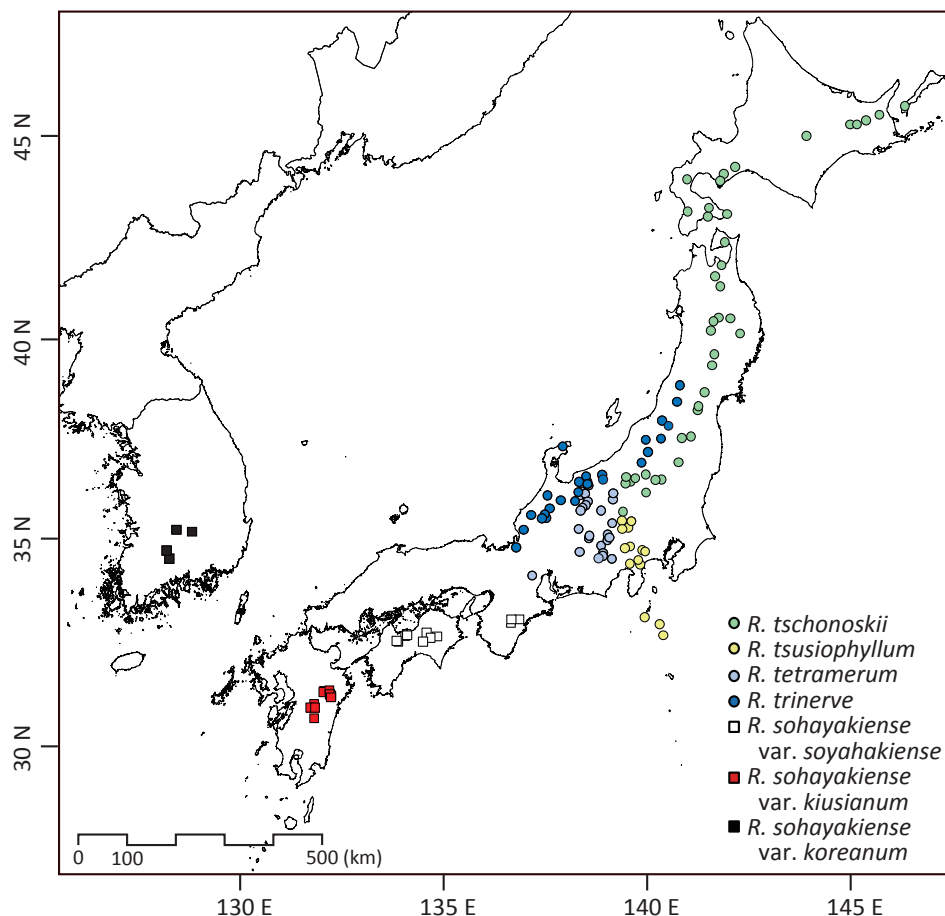 45 N
40 N
35 N
30 N
R. tschonoskii
R. tsusiophyllum
R. tetramerum
R. trinerve
R. sohayakiense
var. soyahakiense
R. sohayakiense
var. kiusianum
R. sohayakiense
var. koreanum
0 100 500 (km)
130 E 135 E 140 E 145 E